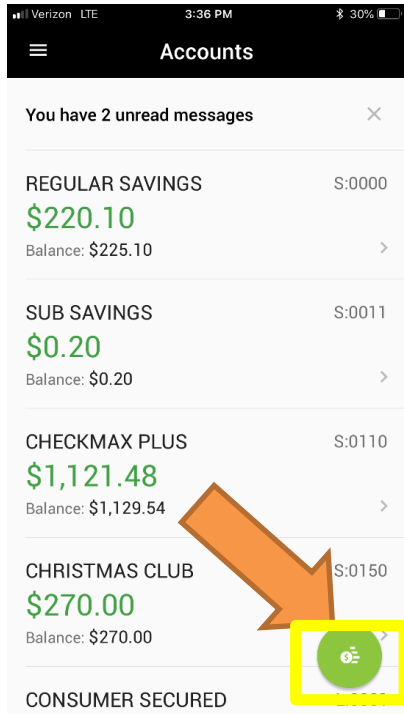 Verizon LTE 3:36 PM 30%
Accounts
You have 2 unread messages
REGULAR SAVINGS S:0000
$220.10
Balance: $225.10
SUB SAVINGS S:0011
$0.20
Balance: $0.20
CHECKMAX PLUS S:0110
$1,121.48
Balance: $1,129.54
CHRISTMAS CLUB S:0150
$270.00
Balance: $270.00
CONSUMER SECURED